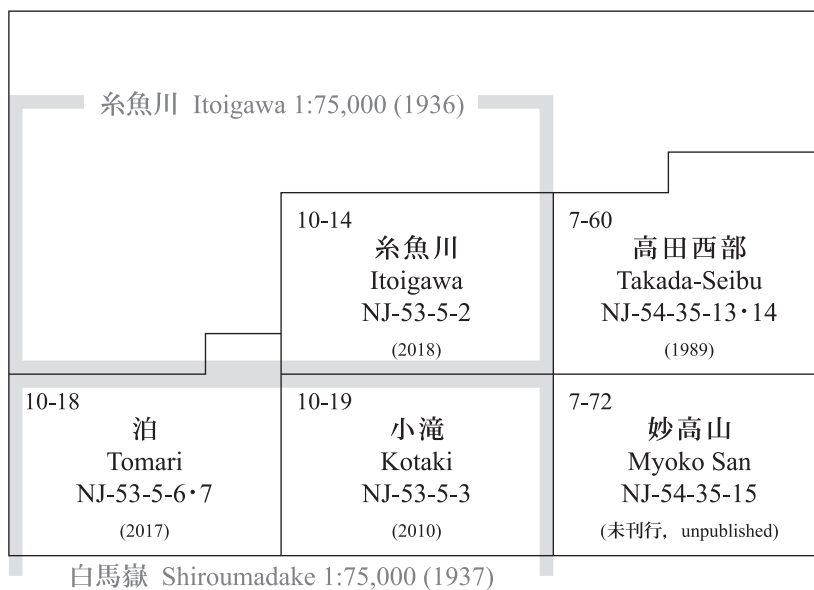 糸魚川 Itoigawa 1:75,000 (1936)
10-14
糸魚川
Itoigawa
NJ-53-5-2
(2018)
7-60
高田西部
Takada-Seibu
NJ-54-35-13・14
(1989)
10-18
泊
Tomari
NJ-53-5-6・7
(2017)
10-19
小滝
Kotaki
NJ-53-5-3
(2010)
7-72
妙高山
Myoko San
NJ-54-35-15
(未刊行, unpublished)
白馬嶽 Shiroumadake 1:75,000 (1937)